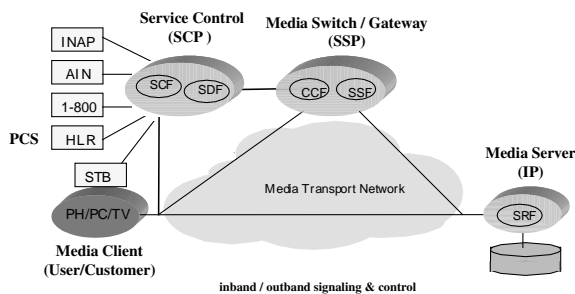 Service Control
(SCP )
Media Switch / Gateway
(SSP)
INAP
AIN
1-800
PCS
HLR
STB
SCF
SDF
CCF
SSF
Media Transport Network
PH/PC/TV
Media Client
(User/Customer)
Media Server
(IP)
SRF
inband / outband signaling & control